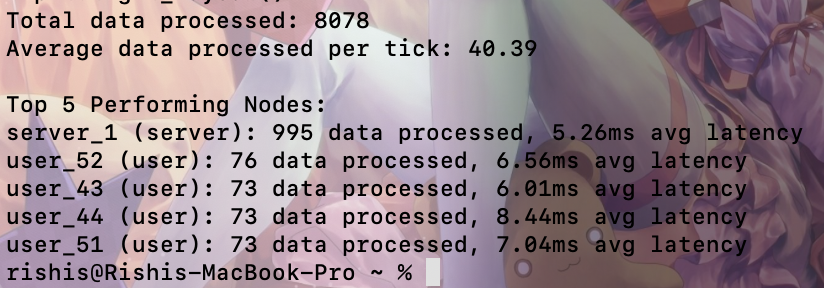 Total data processed: 8078
Average data processed per tick: 40.39
Top 5 Performing Nodes:
server_1 (server): 995 data processed, 5.26ms avg latency
user_52 (user): 76 data processed, 6.56ms avg latency
user_43 (user): 73 data processed, 6.01ms avg latency
user_44 (user): 73 data processed, 8.44ms avg latency
user_51 (user): 73 data processed, 7.04ms avg latency
rishis@Rishis-MacBook-Pro ~ %